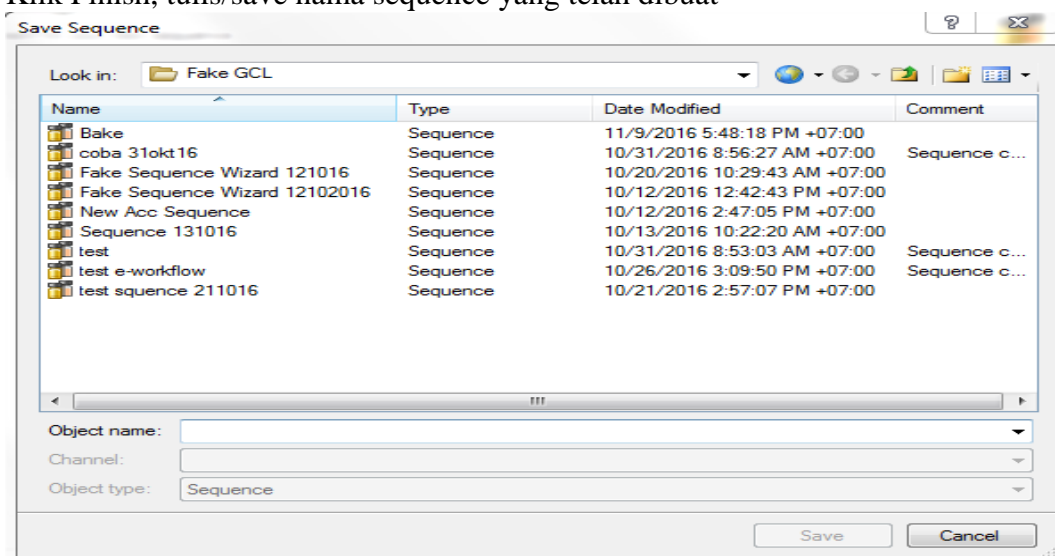 Klik Finish, tulis/save nama sequence yang telah dibuat
Save Sequence
Look in: Fake GCL
Name Type Date Modified Comment
Bake Sequence 11/9/2016 5:48:18 PM +07:00
coba 31okt16 Sequence 10/31/2016 8:56:27 AM +07:00 Sequence c...
Fake Sequence Wizard 121016 Sequence 10/20/2016 10:29:43 AM +07:00
Fake Sequence Wizard 12102016 Sequence 10/12/2016 12:42:43 PM +07:00
New Acc Sequence Sequence 10/12/2016 2:47:05 PM +07:00
Sequence 131016 Sequence 10/13/2016 10:22:20 AM +07:00
test Sequence 10/31/2016 8:53:03 AM +07:00 Sequence c...
test e-workflow Sequence 10/26/2016 3:09:50 PM +07:00 Sequence c...
test squence 211016 Sequence 10/21/2016 2:57:07 PM +07:00
Object name:
Channel:
Object type: Sequence
Save Cancel